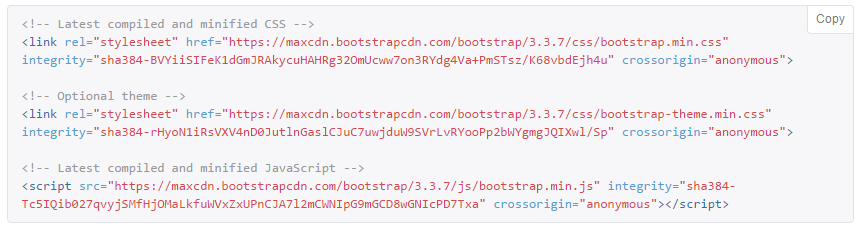 Copy
<!-- Latest compiled and minified CSS -->
<link rel="stylesheet" href="https://maxcdn.bootstrapcdn.com/bootstrap/3.3.7/css/bootstrap.min.css"
integrity="sha384-BVYiiSIFeK1dGmJRAkycuHAHRg32OmUcww7on3RYdg4Va+PmSTsz/K68vbdEjh4u" crossorigin="anonymous">
<!-- Optional theme -->
<link rel="stylesheet" href="https://maxcdn.bootstrapcdn.com/bootstrap/3.3.7/css/bootstrap-theme.min.css"
integrity="sha384-rHyoN1iRsVXV4nD0JutlnGaslCJuC7uwjduW9SVrLvRYooPp2bWYgmgJQIXwl/Sp" crossorigin="anonymous">
<!-- Latest compiled and minified JavaScript -->
<script src="https://maxcdn.bootstrapcdn.com/bootstrap/3.3.7/js/bootstrap.min.js" integrity="sha384-
Tc5IQib027qvyjSMfHjOMaLkfuWVxZxUPnCJA7l2mCWNIpG9mGCD8wGNIcPD7Txa" crossorigin="anonymous"></script>